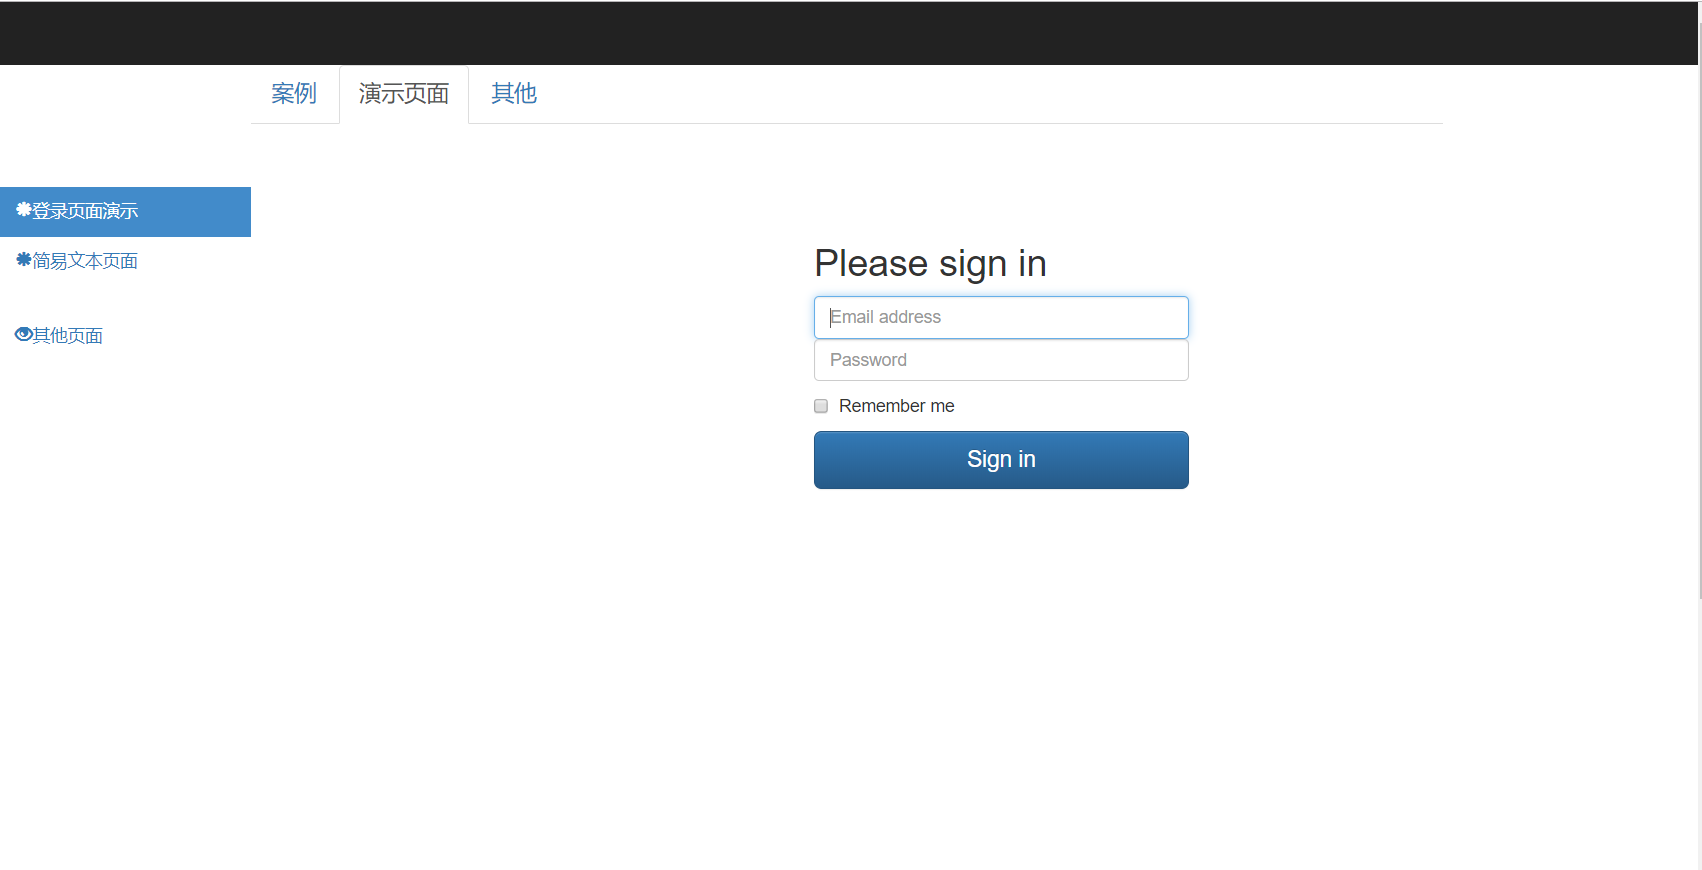 案例 演示页面 其他
登录页面演示
简易文本页面
其他页面
Please sign in
Email address
Password
Remember me
Sign in